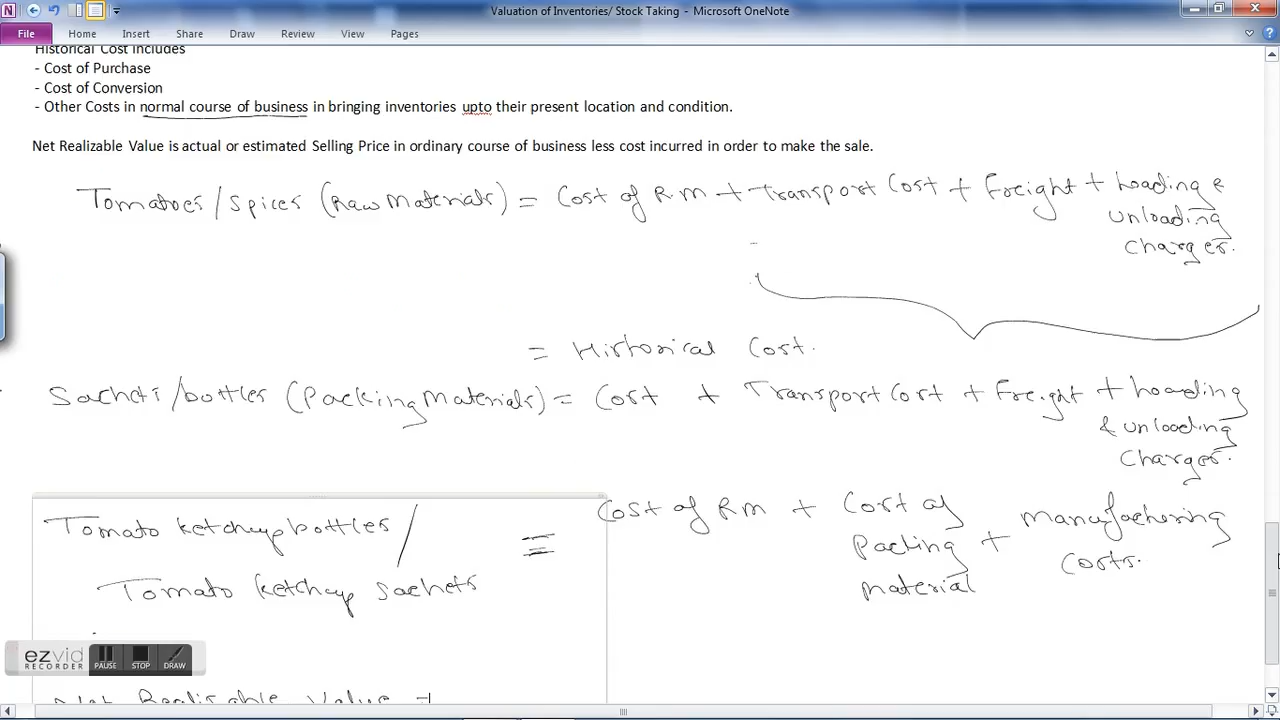 Valuation of Inventories/ Stock Taking - Microsoft OneNote
File Home Insert Share Draw Review View Pages
Historical Cost includes
- Cost of Purchase
- Cost of Conversion
- Other Costs in normal course of business in bringing inventories upto their present location and condition.
Net Realizable Value is actual or estimated Selling Price in ordinary course of business less cost incurred in order to make the sale.
Tomatoes/Spices (Raw Materials) = Cost of RM + Transport Cost + Freight + Loading &
unloading
charges.
= Historical Cost.
Sachets/bottles (Packing Materials) = Cost + Transport Cost + Freight + Loading
& unloading
charges.
Tomato ketchup bottles/
Tomato ketchup sachets
= Cost of RM + Cost of
packing
material
+ manufacturing
costs.
Net Realisable Value =
ezvid
RECORDER
PAUSE STOP DRAW